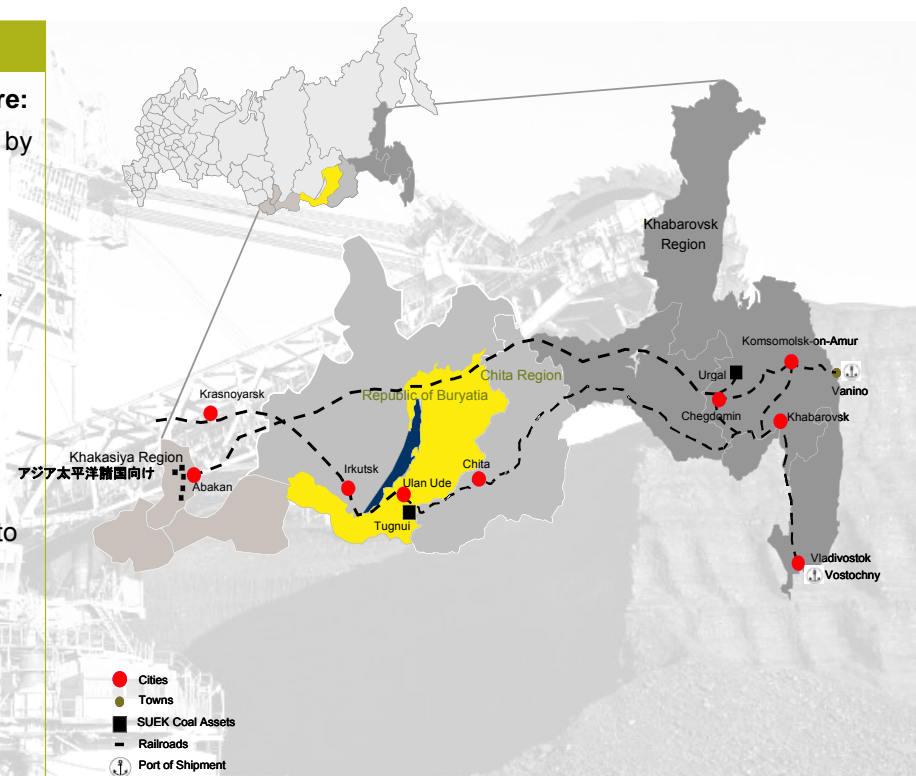 re:
by
to
Khabarovsk
Region
Komsomolsk-on-Amur
Urgal
Vanino
Chegdomin
Khabarovsk
Chita Region
Republic of Buryatia
Krasnoyarsk
Khakasiya Region
アジア太平洋諸国向け
Abakan
Irkutsk
Ulan Ude
Chita
Tugnui
Vladivostok
Vostochny
Cities
Towns
SUEK Coal Assets
Railroads
Port of Shipment